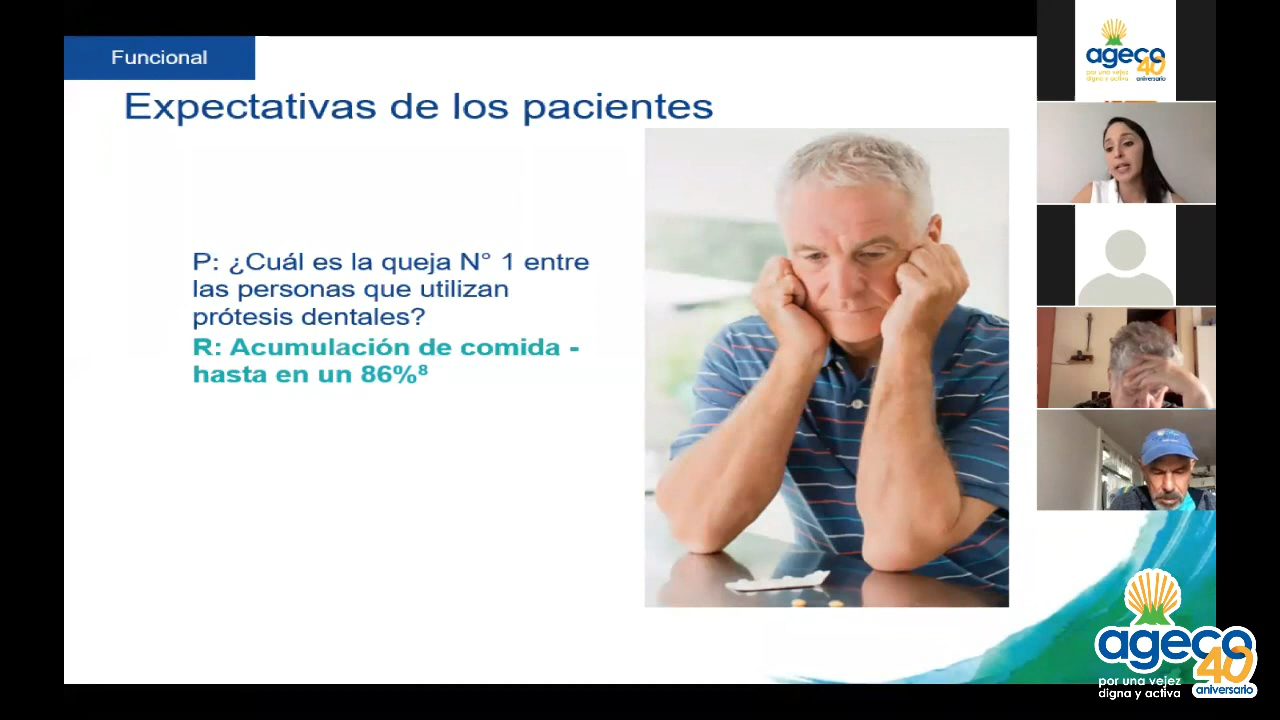 Funcional
Expectativas de los pacientes
P: ¿Cuál es la queja N° 1 entre
las personas que utilizan
prótesis dentales?
R: Acumulación de comida -
hasta en un 86%⁸
ageco
40
por una vejez
digna y activa
aniversario
ageco
40
por una vejez
digna y activa
aniversario